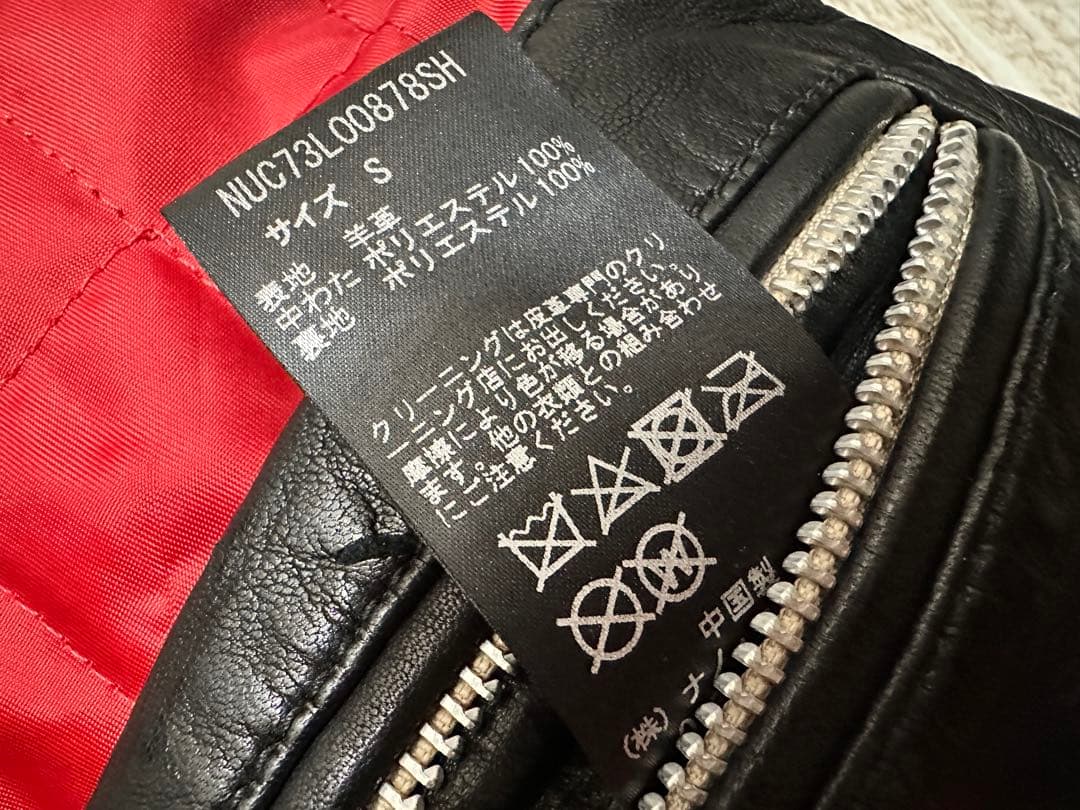 NUC73L00878SH
サイズ S
表地 羊革
中わた ポリエステル100%
裏地 ポリエステル100%
クリーニングは皮革専門のクリ
ーニング店にお出しください。
摩擦により色が移る場合があり
ます。他の衣類との組み合わせ
にご注意ください。
中国製
(株)ナノ